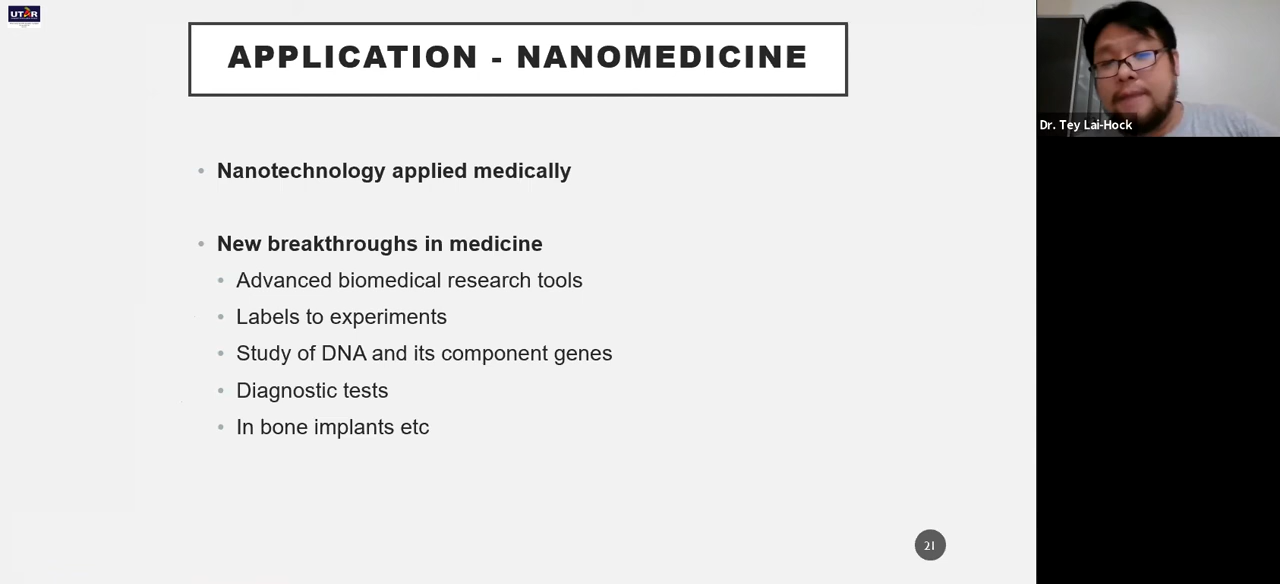 UTAR
APPLICATION - NANOMEDICINE
Dr. Tey Lai-Hock
• Nanotechnology applied medically
• New breakthroughs in medicine
• Advanced biomedical research tools
• Labels to experiments
• Study of DNA and its component genes
• Diagnostic tests
• In bone implants etc
21